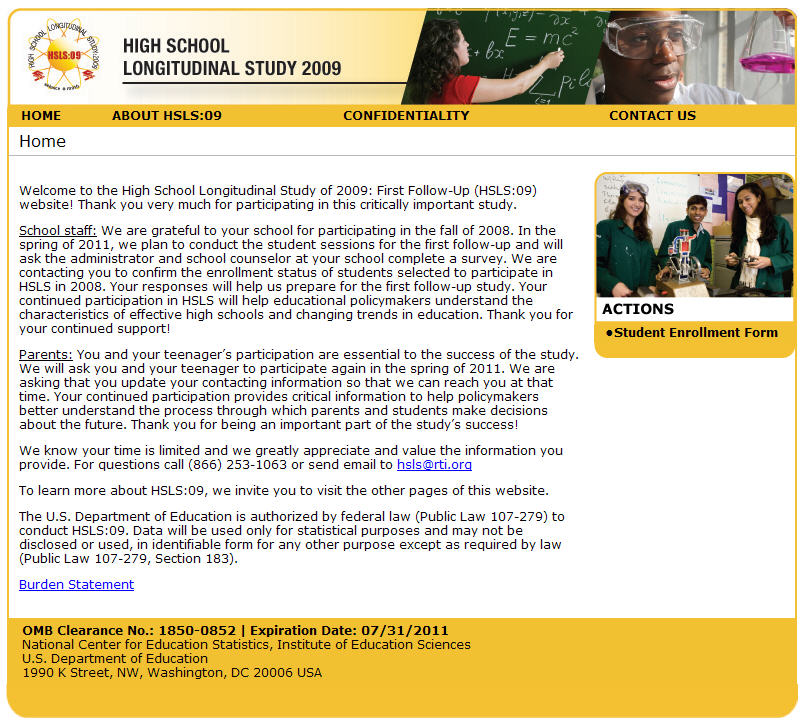 HIGH SCHOOL LONGITUDINAL STUDY 2009
HSLS:09
science & math
HIGH SCHOOL
LONGITUDINAL STUDY 2009
E = mc²
+ bx
HOME ABOUT HSLS:09 CONFIDENTIALITY CONTACT US
Home
Welcome to the High School Longitudinal Study of 2009: First Follow-Up (HSLS:09)
website! Thank you very much for participating in this critically important study.
School staff: We are grateful to your school for participating in the fall of 2008. In the
spring of 2011, we plan to conduct the student sessions for the first follow-up and will
ask the administrator and school counselor at your school complete a survey. We are
contacting you to confirm the enrollment status of students selected to participate in
HSLS in 2008. Your responses will help us prepare for the first follow-up study. Your
continued participation in HSLS will help educational policymakers understand the
characteristics of effective high schools and changing trends in education. Thank you for
your continued support!
Parents: You and your teenager's participation are essential to the success of the study.
We will ask you and your teenager to participate again in the spring of 2011. We are
asking that you update your contacting information so that we can reach you at that
time. Your continued participation provides critical information to help policymakers
better understand the process through which parents and students make decisions
about the future. Thank you for being an important part of the study's success!
We know your time is limited and we greatly appreciate and value the information you
provide. For questions call (866) 253-1063 or send email to hsls@rti.org
To learn more about HSLS:09, we invite you to visit the other pages of this website.
The U.S. Department of Education is authorized by federal law (Public Law 107-279) to
conduct HSLS:09. Data will be used only for statistical purposes and may not be
disclosed or used, in identifiable form for any other purpose except as required by law
(Public Law 107-279, Section 183).
Burden Statement
ACTIONS
•Student Enrollment Form
OMB Clearance No.: 1850-0852 | Expiration Date: 07/31/2011
National Center for Education Statistics, Institute of Education Sciences
U.S. Department of Education
1990 K Street, NW, Washington, DC 20006 USA